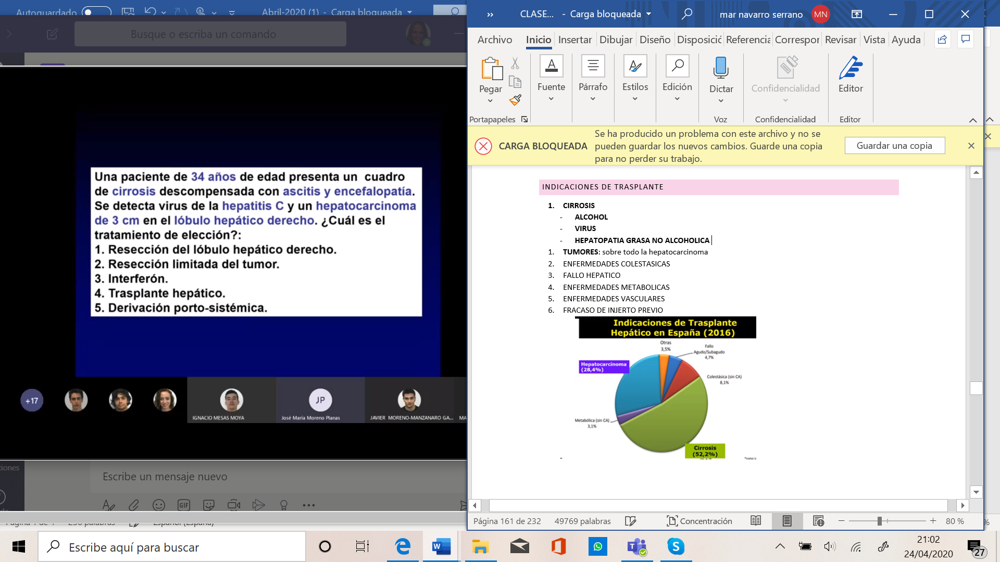 Autoguardado
Abril-2020 (1) - Carga bloqueada
Busque o escriba un comando
Una paciente de 34 años de edad presenta un cuadro
de cirrosis descompensada con ascitis y encefalopatía.
Se detecta virus de la hepatitis C y un hepatocarcinoma
de 3 cm en el lóbulo hepático derecho. ¿Cuál es el
tratamiento de elección?:
1. Resección del lóbulo hepático derecho.
2. Resección limitada del tumor.
3. Interferón.
4. Trasplante hepático.
5. Derivación porto-sistémica.
+17
JP
IGNACIO MESAS MOYA
José María Moreno Planas
JAVIER MORENO-MANZANARO GA...
MA
ciones
Escribe un mensaje nuevo
GIF
CLASE... - Carga bloqueada
mar navarro serrano
MN
Archivo Inicio Insertar Dibujar Diseño Disposició Referencia Correspor Revisar Vista Ayuda
Pegar
Fuente
Párrafo
Estilos
Edición
Dictar
Confidencialidad
Editor
Portapapeles
Voz
Confidencialidad
Editor
CARGA BLOQUEADA
Se ha producido un problema con este archivo y no se
pueden guardar los nuevos cambios. Guarde una copia
para no perder su trabajo.
Guardar una copia
INDICACIONES DE TRASPLANTE
1. CIRROSIS
- ALCOHOL
- VIRUS
- HEPATOPATIA GRASA NO ALCOHOLICA
1. TUMORES: sobre todo la hepatocarcinoma
2. ENFERMEDADES COLESTASICAS
3. FALLO HEPATICO
4. ENFERMEDADES METABOLICAS
5. ENFERMEDADES VASCULARES
6. FRACASO DE INJERTO PREVIO
Indicaciones de Trasplante
Hepático en España (2016)
Otras
3,5%
Fallo
Agudo/Subagudo
4,7%
Hepatocarcinoma
(28,4%)
Colestásica (sin CA)
8,1%
Metabólica (sin CA)
3,1%
Cirrosis
(52,2%)
-
Página 161 de 232
49769 palabras
Concentración
80 %
%
Escribe aquí para buscar
21:02
24/04/2020
27